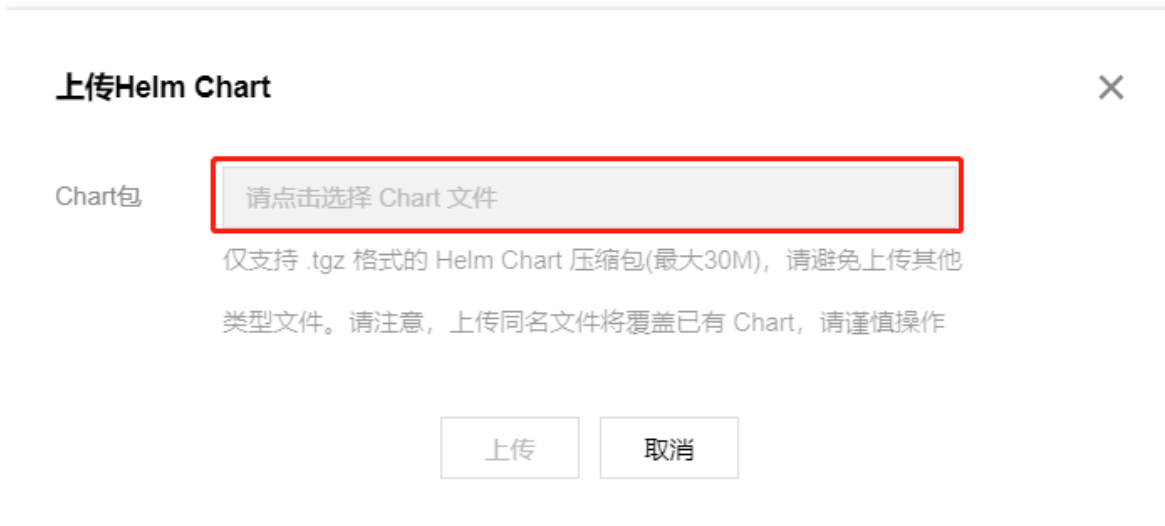 上传Helm Chart
Chart包
请点击选择 Chart 文件
仅支持 .tgz 格式的 Helm Chart 压缩包(最大30M)，请避免上传其他
类型文件。请注意，上传同名文件将覆盖已有 Chart，请谨慎操作
上传
取消